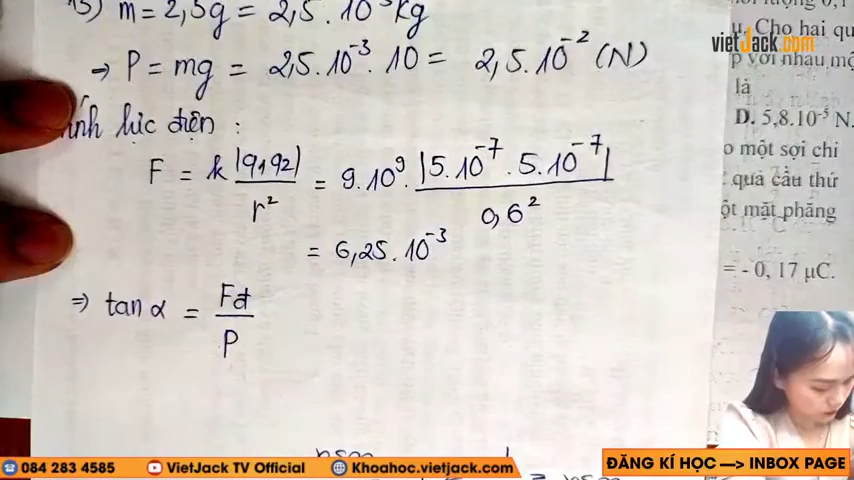 15) m = 2,5g = 2,5.10⁻³kg
→ P = mg = 2,5.10⁻³.10 = 2,5.10⁻² (N)
lực điện :
F = k |q1q2| / r² = 9.10⁹. |5.10⁻⁷. 5.10⁻⁷| / 0,6²
= 6,25.10⁻³
⇒ tan α = Fđ / P
vietJack.com
u. Cho hai qu
p với nhau mộ
là
D. 5,8.10⁻⁵ N.
o một sợi chi
quả cầu thứ
ột mặt phẳng
= - 0, 17 μC.
084 283 4585
VietJack TV Official
Khoahoc.vietjack.com
ĐĂNG KÍ HỌC —> INBOX PAGE